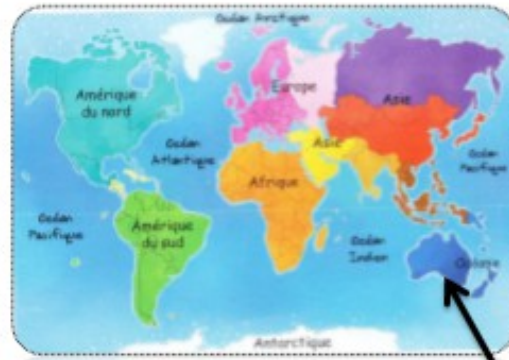 Océan Arctique
Amérique
du nord
Europe
Asie
Océan
Atlantique
Asie
Océan
Pacifique
Afrique
Océan
Pacifique
Amérique
du sud
Océan
Indien
Océanie
Antarctique